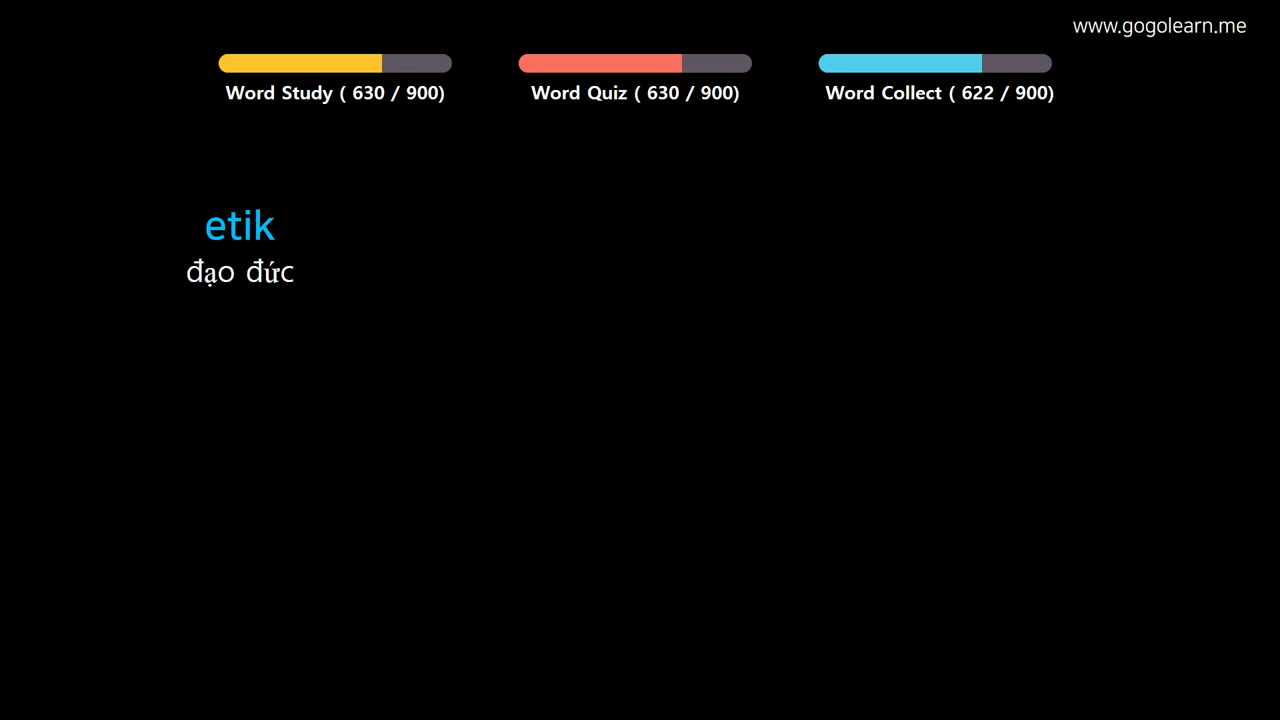 www.gogolearn.me
Word Study ( 630 / 900)
Word Quiz ( 630 / 900)
Word Collect ( 622 / 900)
etik
đạo đức